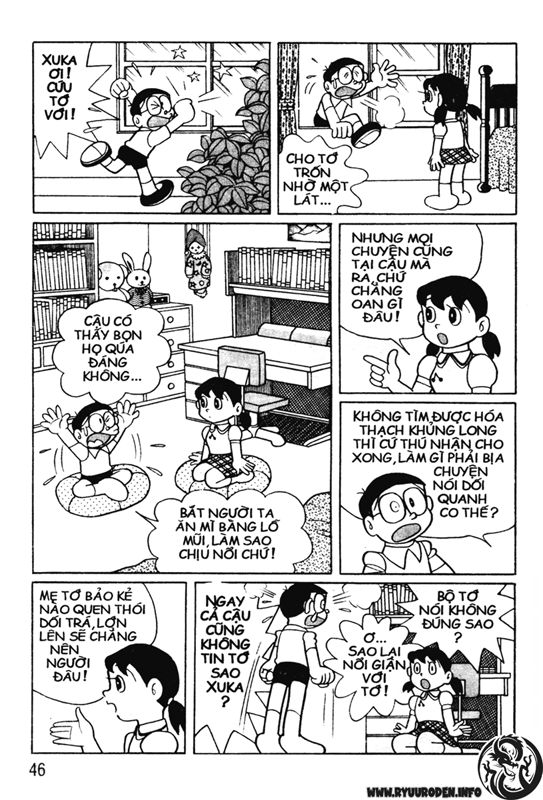 XUKA
ƠI!
CỨU
TỚ
VỚI!
CHO TỚ
TRỐN
NHỜ MỘT
LÁT...
CẬU CÓ
THẤY BỌN
HỌ QÚA
ĐÁNG
KHÔNG...
BẮT NGƯỜI TA
ĂN MÌ BẰNG LỖ
MŨI, LÀM SAO
CHỊU NỔI CHỨ!
NHƯNG MỌI
CHUYỆN CŨNG
TẠI CẬU MÀ
RA, CHỨ
CHẲNG
OAN GÌ
ĐÂU!
KHÔNG TÌM ĐƯỢC HÓA
THẠCH KHỦNG LONG
THÌ CỨ THÚ NHẬN CHO
XONG, LÀM GÌ PHẢI BỊA
CHUYỆN
NÓI DỐI
QUANH
CO THẾ?
MẸ TỚ BẢO KẺ
NÀO QUEN THÓI
DỐI TRÁ, LỚN
LÊN SẼ CHẲNG
NÊN
NGƯỜI
ĐÂU!
NGAY
CẢ CẬU
CŨNG
KHÔNG
TIN TỚ
SAO
XUKA
?
BỘ TỚ
NÓI KHÔNG
ĐÚNG SAO
?
Ơ...
SAO LẠI
NỔI GIẬN
VỚI
TỚ!
46
WWW.RYUURODEN.INFO